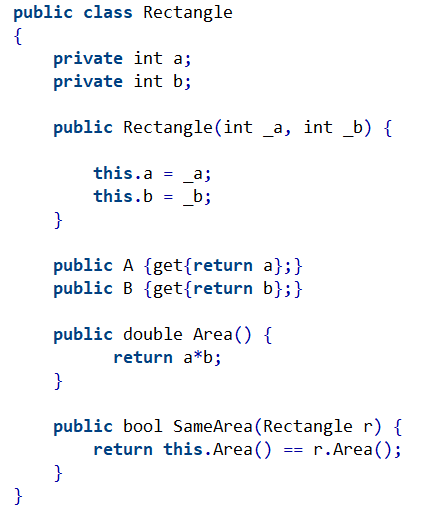 public class Rectangle
{
    private int a;
    private int b;

    public Rectangle(int _a, int _b) {

        this.a = _a;
        this.b = _b;
    }

    public A {get{return a};}
    public B {get{return b};}

    public double Area() {
          return a*b;
    }

    public bool SameArea(Rectangle r) {
        return this.Area() == r.Area();
    }
}